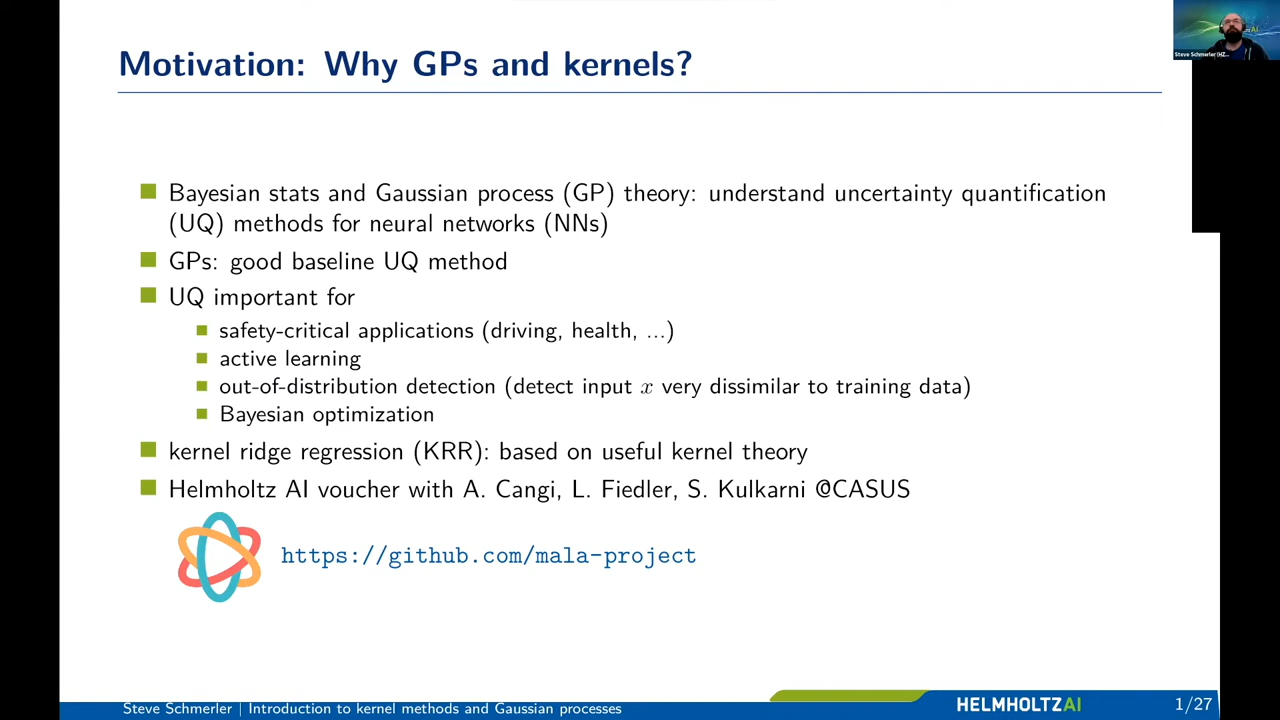 Motivation: Why GPs and kernels?
Steve Schmerler (HZ...
Bayesian stats and Gaussian process (GP) theory: understand uncertainty quantification
(UQ) methods for neural networks (NNs)
GPs: good baseline UQ method
UQ important for
safety-critical applications (driving, health, ...)
active learning
out-of-distribution detection (detect input x very dissimilar to training data)
Bayesian optimization
kernel ridge regression (KRR): based on useful kernel theory
Helmholtz AI voucher with A. Cangi, L. Fiedler, S. Kulkarni @CASUS
https://github.com/mala-project
Steve Schmerler | Introduction to kernel methods and Gaussian processes
HELMHOLTZAI
1/27